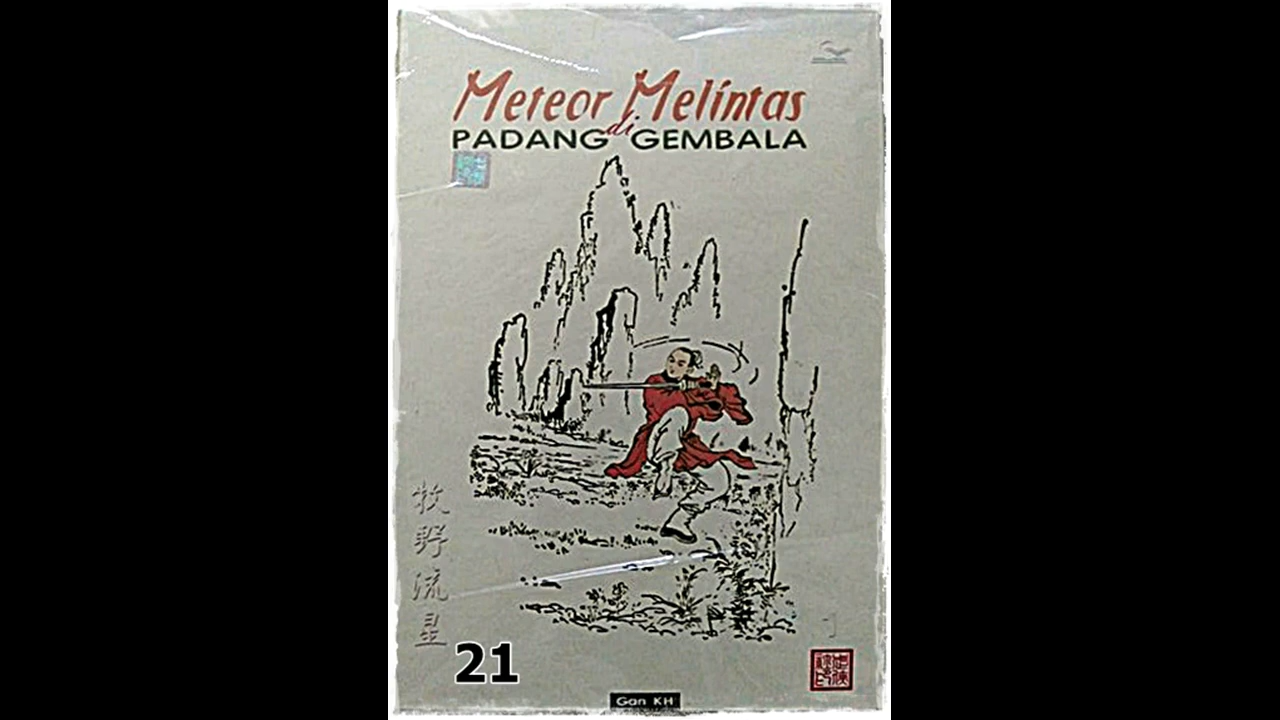 Meteor Melintas
di
PADANG GEMBALA
牧
野
流
星
21
Gan KH